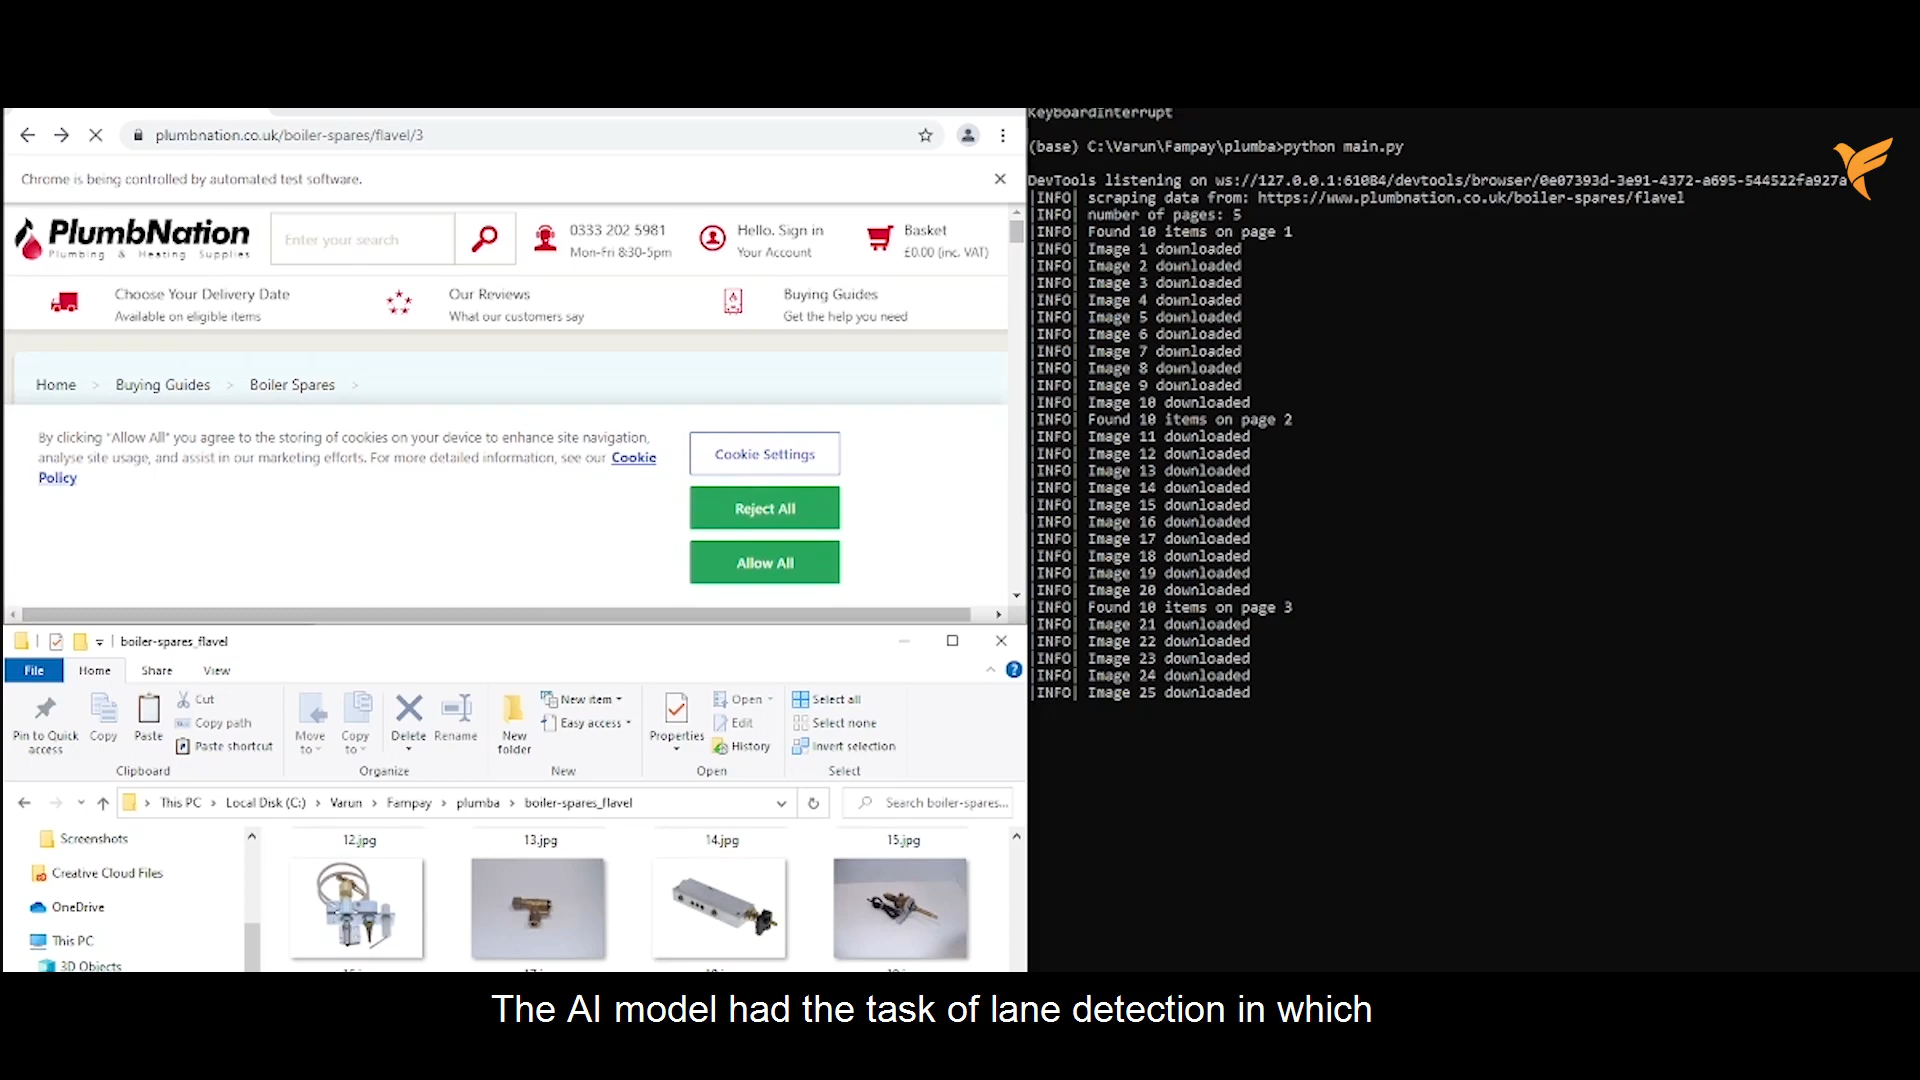 plumbnation.co.uk/boiler-spares/flavel/3
Chrome is being controlled by automated test software.
PlumbNation
Plumbing & Heating Supplies
Enter your search
0333 202 5981
Mon-Fri 8:30-5pm
Hello. Sign in
Your Account
Basket
£0.00 (inc. VAT)
Choose Your Delivery Date
Available on eligible items
Our Reviews
What our customers say
Buying Guides
Get the help you need
Home > Buying Guides > Boiler Spares >
By clicking "Allow All" you agree to the storing of cookies on your device to enhance site navigation,
analyse site usage, and assist in our marketing efforts. For more detailed information, see our Cookie
Policy
Cookie Settings
Reject All
Allow All
boiler-spares_flavel
File Home Share View
Pin to Quick
access
Copy
Paste
Cut
Copy path
Paste shortcut
Clipboard
Move
to
Copy
to
Delete
Rename
Organize
New
folder
New item
Easy access
New
Properties
Open
Edit
History
Open
Select all
Select none
Invert selection
Select
This PC > Local Disk (C:) > Varun > Fampay > plumba > boiler-spares_flavel
Search boiler-spares...
Screenshots
Creative Cloud Files
OneDrive
This PC
3D Objects
12.jpg
13.jpg
14.jpg
15.jpg
KeyboardInterrupt
(base) C:\Varun\Fampay\plumba>python main.py
DevTools listening on ws://127.0.0.1:61084/devtools/browser/0e07393d-3e91-4372-a695-544522fa927a
|INFO| scraping data from: https://www.plumbnation.co.uk/boiler-spares/flavel
|INFO| number of pages: 5
|INFO| Found 10 items on page 1
|INFO| Image 1 downloaded
|INFO| Image 2 downloaded
|INFO| Image 3 downloaded
|INFO| Image 4 downloaded
|INFO| Image 5 downloaded
|INFO| Image 6 downloaded
|INFO| Image 7 downloaded
|INFO| Image 8 downloaded
|INFO| Image 9 downloaded
|INFO| Image 10 downloaded
|INFO| Found 10 items on page 2
|INFO| Image 11 downloaded
|INFO| Image 12 downloaded
|INFO| Image 13 downloaded
|INFO| Image 14 downloaded
|INFO| Image 15 downloaded
|INFO| Image 16 downloaded
|INFO| Image 17 downloaded
|INFO| Image 18 downloaded
|INFO| Image 19 downloaded
|INFO| Image 20 downloaded
|INFO| Found 10 items on page 3
|INFO| Image 21 downloaded
|INFO| Image 22 downloaded
|INFO| Image 23 downloaded
|INFO| Image 24 downloaded
|INFO| Image 25 downloaded
The AI model had the task of lane detection in which